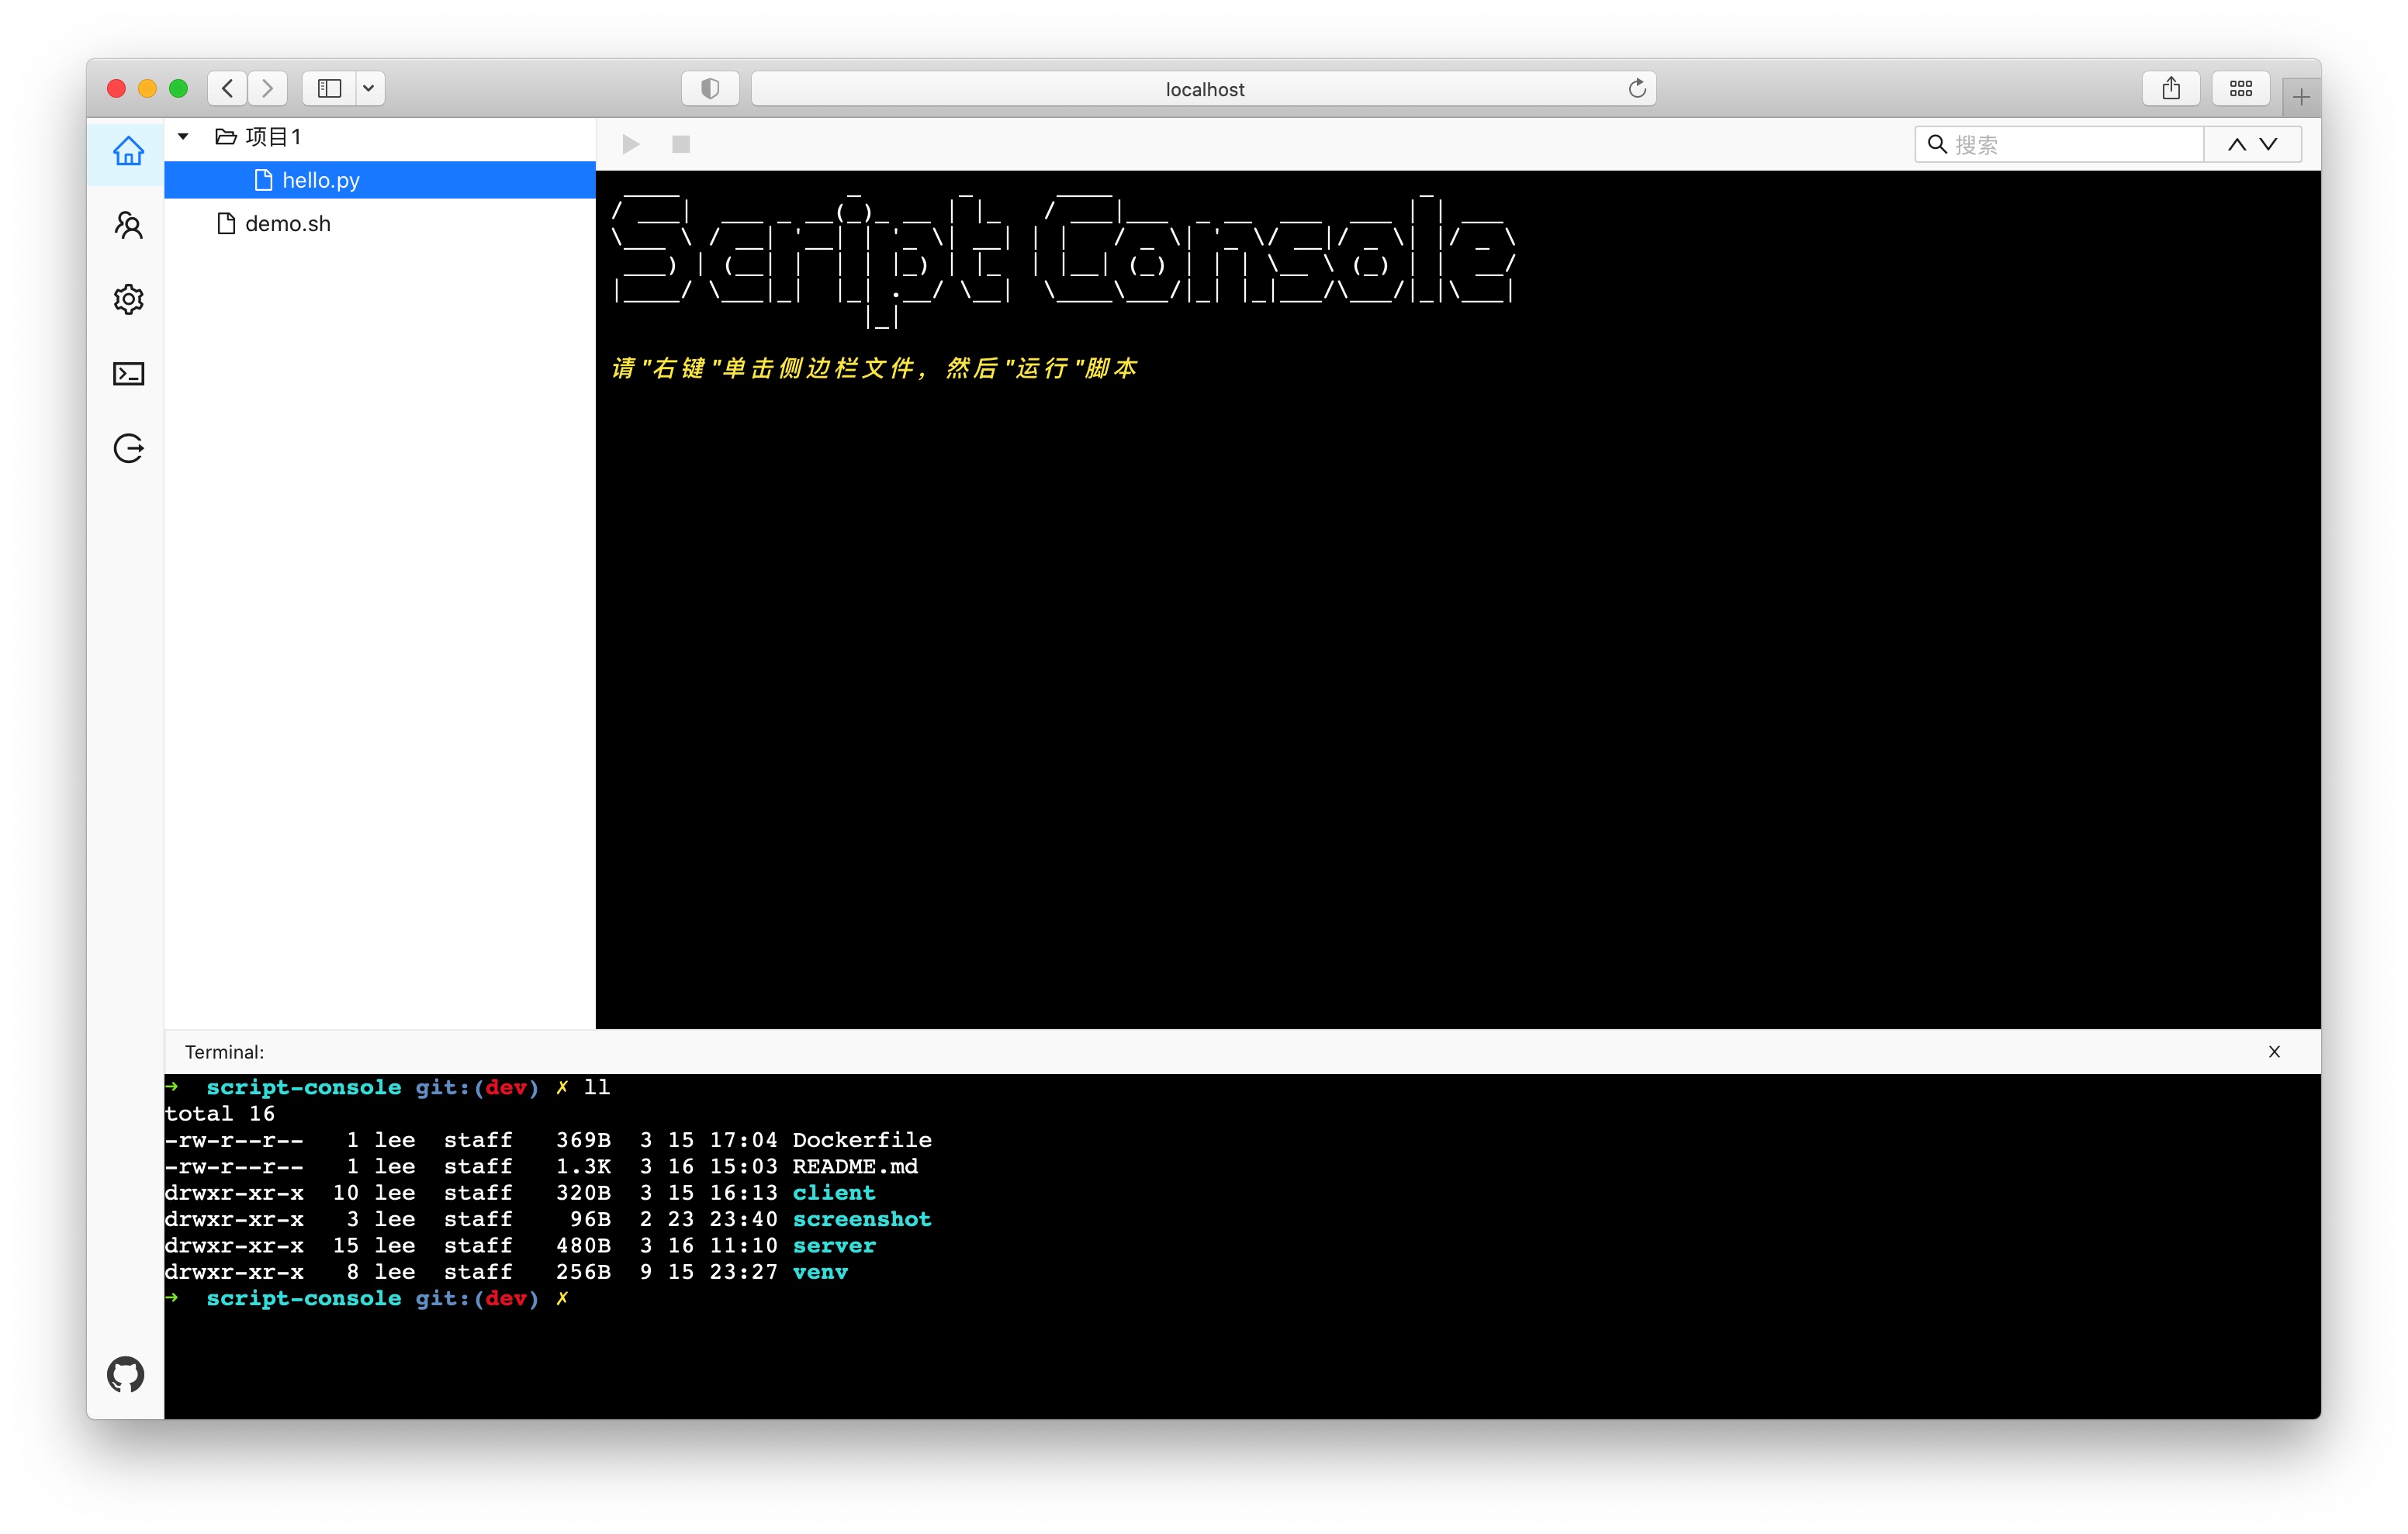 localhost
项目1
hello.py
demo.sh
搜索
Script Console
请"右键"单击侧边栏文件，然后"运行"脚本
Terminal:
➜  script-console git:(dev) ✗ ll
total 16
-rw-r--r--   1 lee  staff   369B  3 15 17:04 Dockerfile
-rw-r--r--   1 lee  staff   1.3K  3 16 15:03 README.md
drwxr-xr-x  10 lee  staff   320B  3 15 16:13 client
drwxr-xr-x   3 lee  staff    96B  2 23 23:40 screenshot
drwxr-xr-x  15 lee  staff   480B  3 16 11:10 server
drwxr-xr-x   8 lee  staff   256B  9 15 23:27 venv
➜  script-console git:(dev) ✗